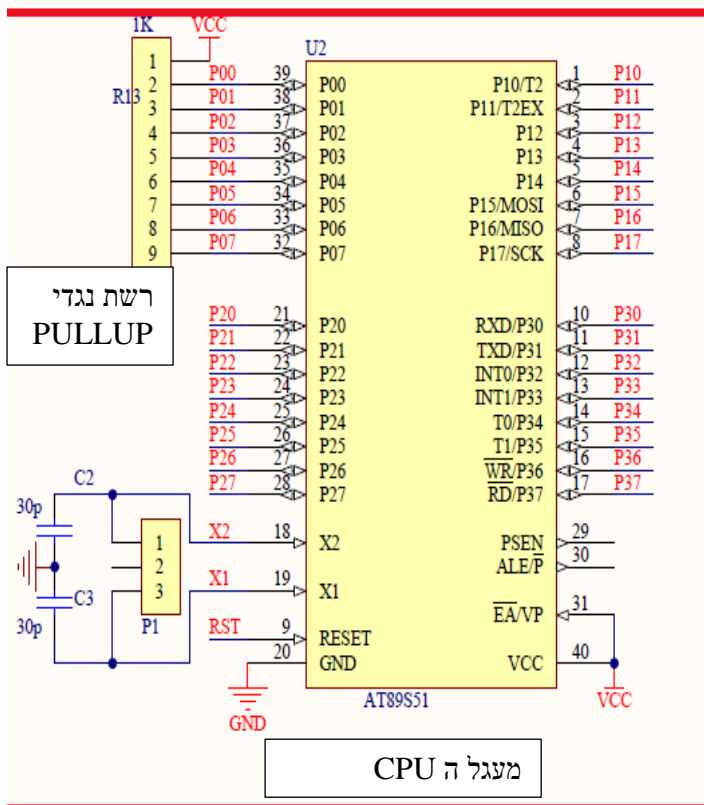 1K VCC
U2
R13
1
2
3
4
5
6
7
8
9
P00 39 P00 P10/T2 1 P10
P01 38 P01 P11/T2EX 2 P11
P02 37 P02 P12 3 P12
P03 36 P03 P13 4 P13
P04 35 P04 P14 5 P14
P05 34 P05 P15/MOSI 6 P15
P06 33 P06 P16/MISO 7 P16
P07 32 P07 P17/SCK 8 P17
רשת נגדי
PULLUP
P20 21 P20 RXD/P30 10 P30
P21 22 P21 TXD/P31 11 P31
P22 23 P22 INT0/P32 12 P32
P23 24 P23 INT1/P33 13 P33
P24 25 P24 T0/P34 14 P34
P25 26 P25 T1/P35 15 P35
P26 27 P26 WR/P36 16 P36
P27 28 P27 RD/P37 17 P37
C2
30p
1
2
3
P1
C3
30p
X2 18 X2 PSEN 29
ALE/P 30
X1 19 X1
EA/VP 31
RST 9 RESET
20 GND VCC 40
GND
AT89S51
VCC
מעגל ה CPU